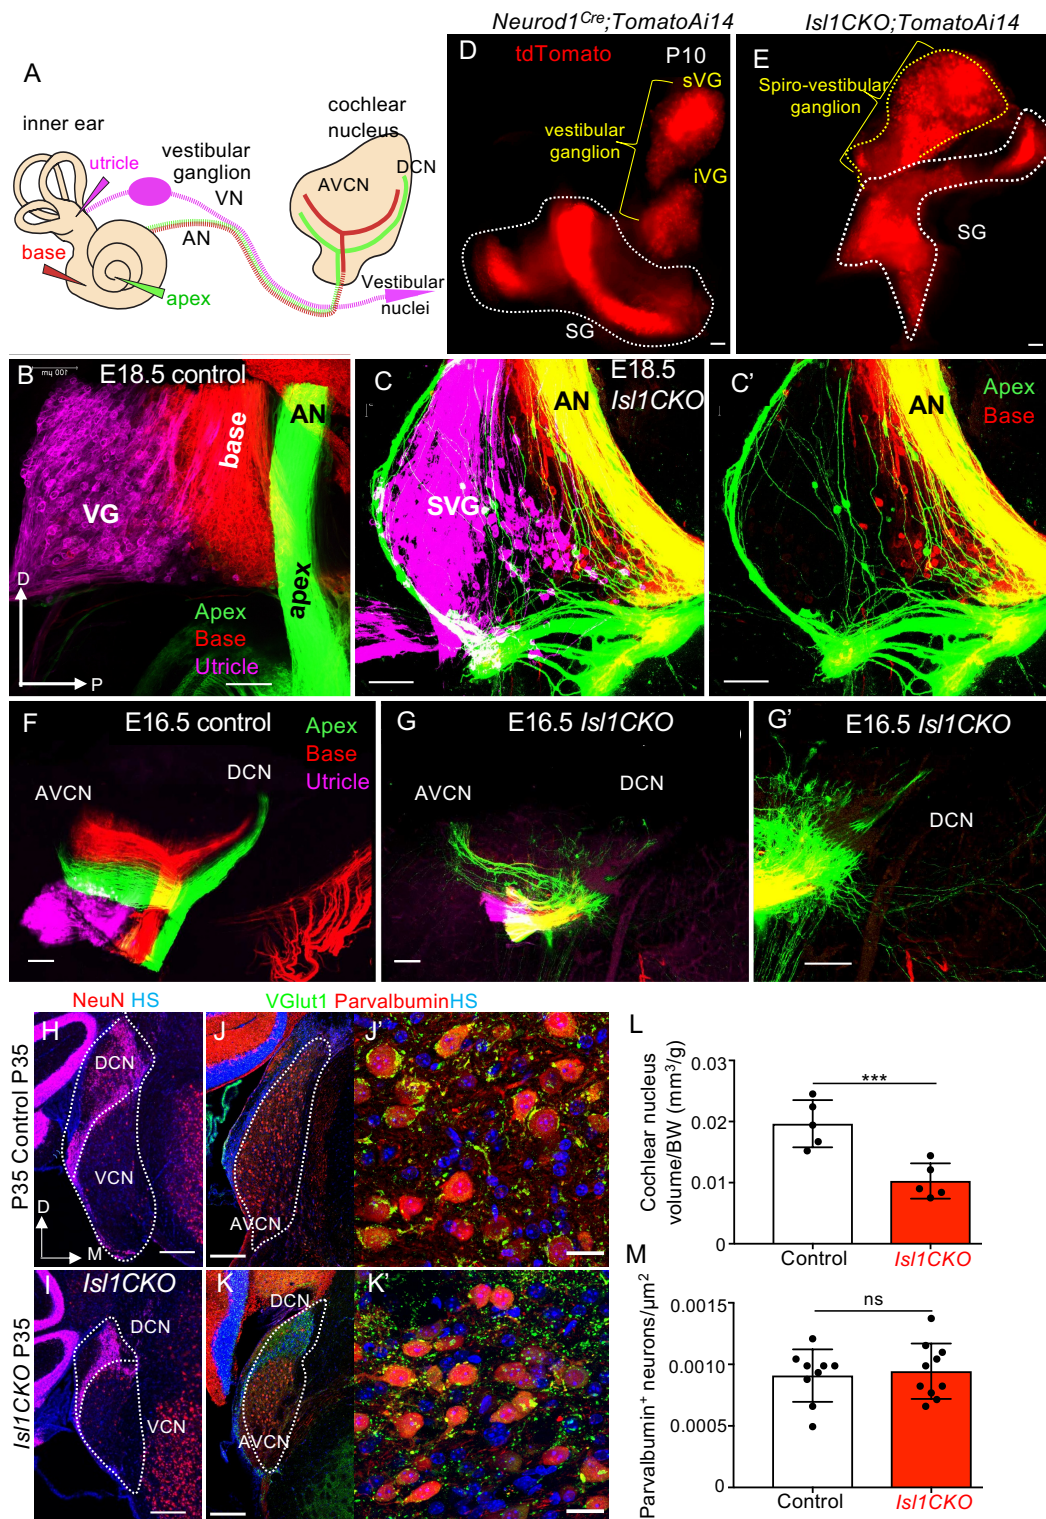 Neurod1Cre;TomatoAi14
Isl1CKO;TomatoAi14
A
inner ear
utricle
vestibular
ganglion
VN
AN
base
apex
cochlear
nucleus
DCN
AVCN
Vestibular
nuclei
D
tdTomato
P10
sVG
vestibular
ganglion
iVG
SG
E
Spiro-vestibular
ganglion
SG
B
100 µm
E18.5 control
AN
base
VG
apex
D
P
Apex
Base
Utricle
C
E18.5
Isl1CKO
AN
SVG
C'
AN
Apex
Base
F
E16.5 control
Apex
Base
Utricle
AVCN
DCN
G
E16.5 Isl1CKO
AVCN
DCN
G'
E16.5 Isl1CKO
DCN
NeuN HS
VGlut1 ParvalbuminHS
P35 Control P35
H
DCN
VCN
D
M
J
AVCN
J'
Isl1CKO P35
I
Isl1CKO
DCN
VCN
K
DCN
AVCN
K'
L
Cochlear nucleus
volume/BW (mm3/g)
0.03
0.02
0.01
0
***
Control
Isl1CKO
M
Parvalbumin+ neurons/µm2
0.0015
0.0010
0.0005
0
ns
Control
Isl1CKO